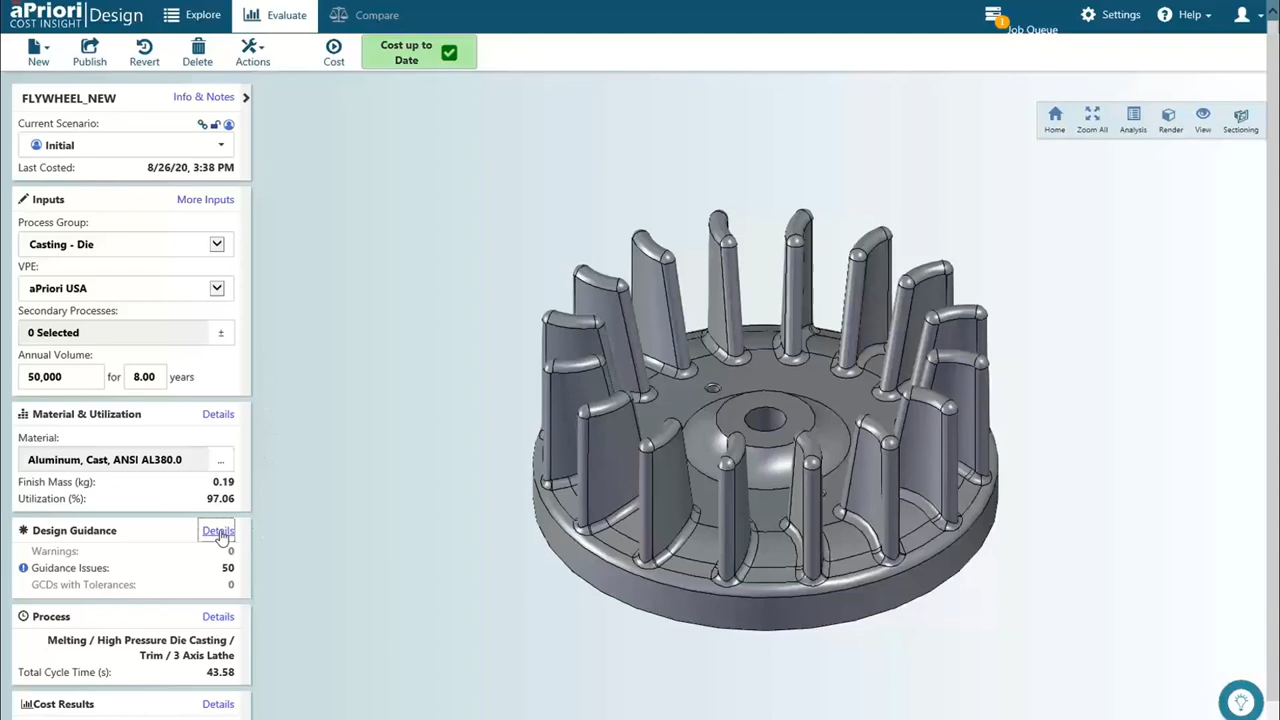 aPriori
COST INSIGHT
Design
Explore
Evaluate
Compare
1
Job Queue
Settings
Help
New
Publish
Revert
Delete
Actions
Cost
Cost up to
Date
FLYWHEEL_NEW
Info & Notes
Current Scenario:
Initial
Last Costed: 8/26/20, 3:38 PM
Home
Zoom All
Analysis
Render
View
Sectioning
Inputs
More Inputs
Process Group:
Casting - Die
VPE:
aPriori USA
Secondary Processes:
0 Selected
±
Annual Volume:
50,000 for 8.00 years
Material & Utilization
Details
Material:
Aluminum, Cast, ANSI AL380.0
...
Finish Mass (kg): 0.19
Utilization (%): 97.06
Design Guidance
Details
Warnings: 0
Guidance Issues: 50
GCDs with Tolerances: 0
Process
Details
Melting / High Pressure Die Casting /
Trim / 3 Axis Lathe
Total Cycle Time (s): 43.58
Cost Results
Details